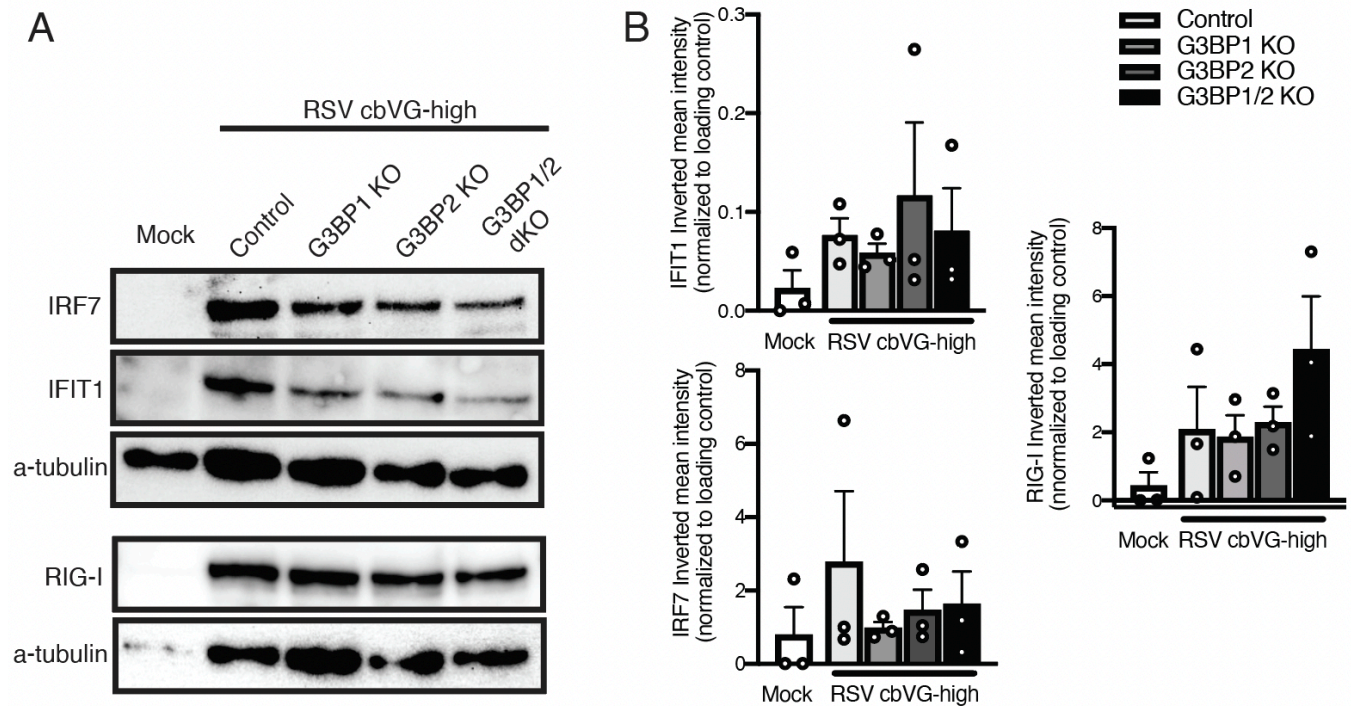 A
RSV cbVG-high
Mock
Control
G3BP1 KO
G3BP2 KO
G3BP1/2
dKO
IRF7
IFIT1
a-tubulin
RIG-I
a-tubulin
B
IFIT1 Inverted mean intensity
(normalized to loading control)
0.3
0.2
0.1
0.0
Mock
RSV cbVG-high
IRF7 Inverted mean intensity
(normalized to loading control)
8
6
4
2
0
Mock
RSV cbVG-high
Control
G3BP1 KO
G3BP2 KO
G3BP1/2 KO
RIG-I Inverted mean intensity
(nnormalized to loading control)
8
6
4
2
0
Mock
RSV cbVG-high